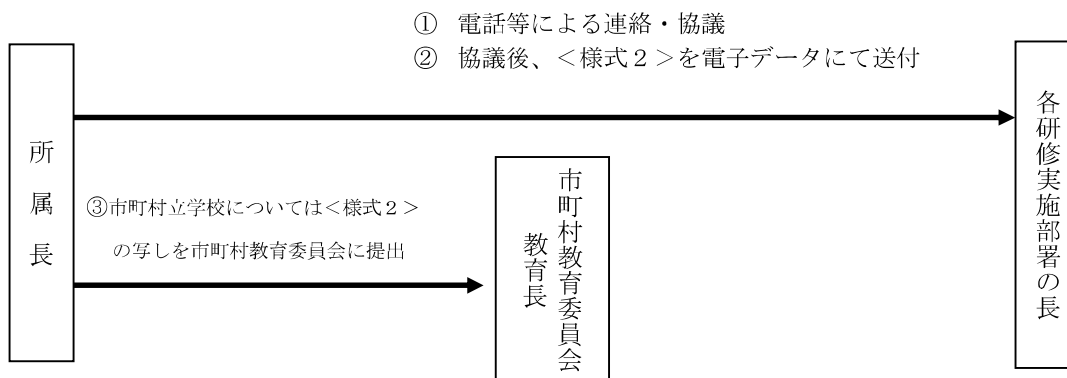 ① 電話等による連絡・協議
② 協議後、＜様式２＞を電子データにて送付
所属長
③市町村立学校については＜様式２＞
の写しを市町村教育委員会に提出
市町村教育委員会
教育長
各研修実施部署の長